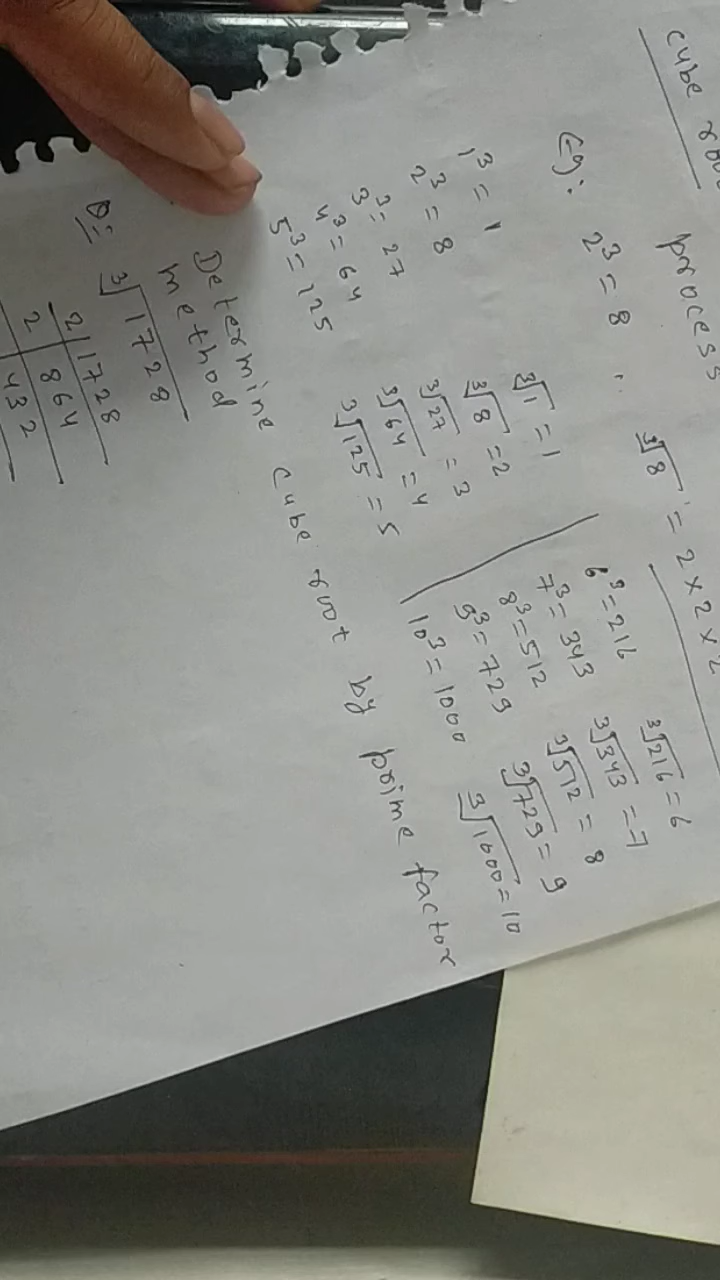 cube
process
Eg: 2³ = 8, ∛8 = 2 × 2 × 2
1³ = 1 ∛1 = 1 6³ = 216 ∛216 = 6
2³ = 8 ∛8 = 2 7³ = 343 ∛343 = 7
3³ = 27 ∛27 = 3 8³ = 512 ∛512 = 8
4³ = 64 ∛64 = 4 9³ = 729 ∛729 = 9
5³ = 125 ∛125 = 5 10³ = 1000 ∛1000 = 10
Determine cube root by prime factor
method
Q= ∛1728
2 | 1728
2 | 864
432